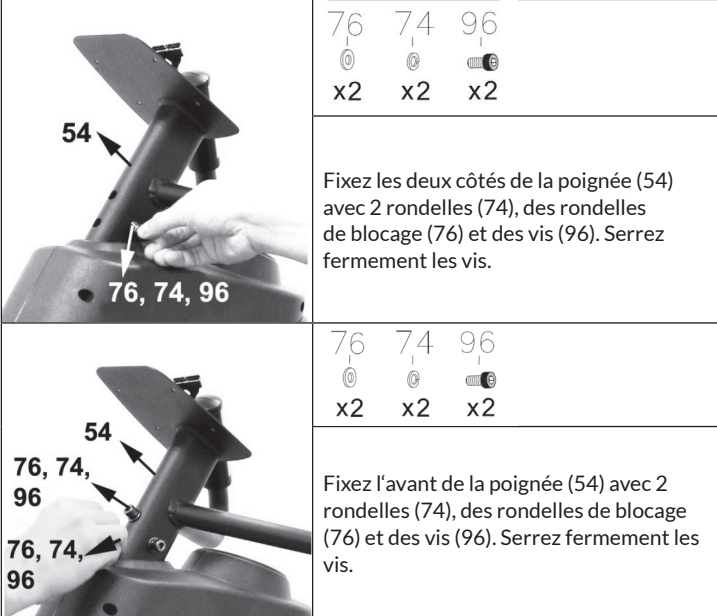 54
76, 74, 96
76 74 96
x2 x2 x2
Fixez les deux côtés de la poignée (54)
avec 2 rondelles (74), des rondelles
de blocage (76) et des vis (96). Serrez
fermement les vis.
54
76, 74,
96
76, 74,
96
76 74 96
x2 x2 x2
Fixez l‘avant de la poignée (54) avec 2
rondelles (74), des rondelles de blocage
(76) et des vis (96). Serrez fermement les
vis.